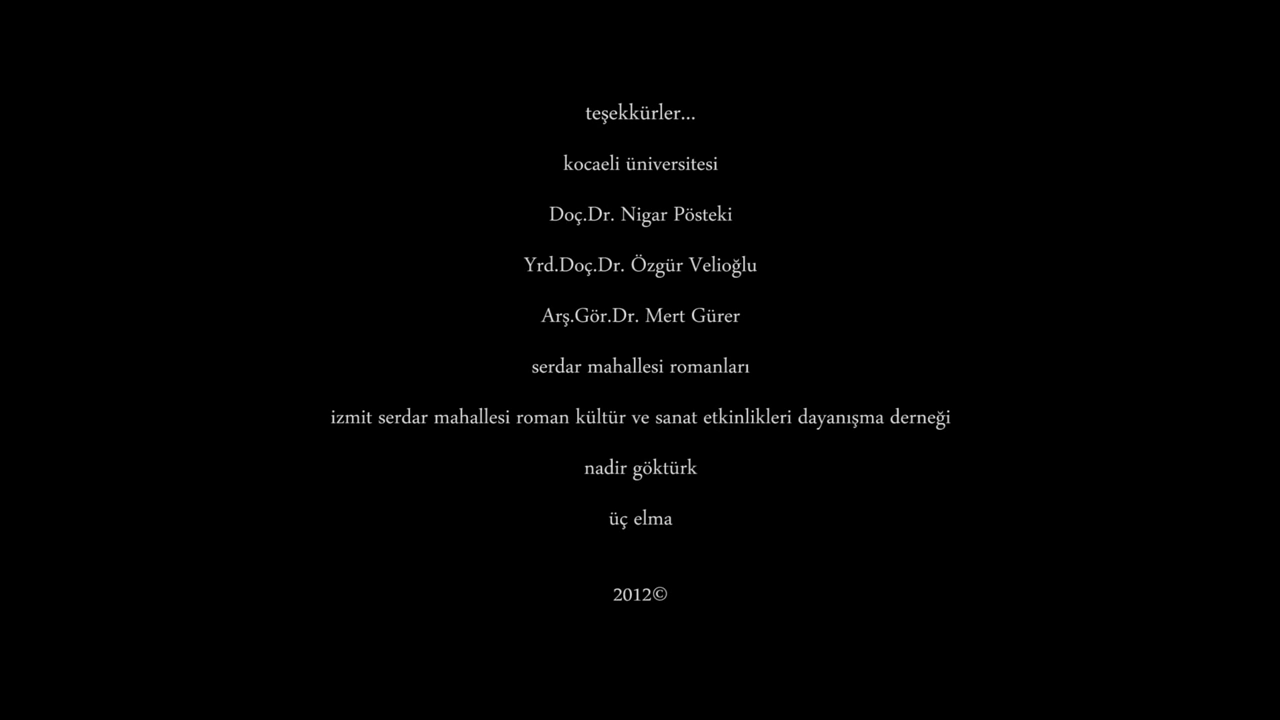 teşekkürler...
kocaeli üniversitesi
Doç.Dr. Nigar Pösteki
Yrd.Doç.Dr. Özgür Velioğlu
Arş.Gör.Dr. Mert Gürer
serdar mahallesi romanları
izmit serdar mahallesi roman kültür ve sanat etkinlikleri dayanışma derneği
nadir göktürk
üç elma
2012©